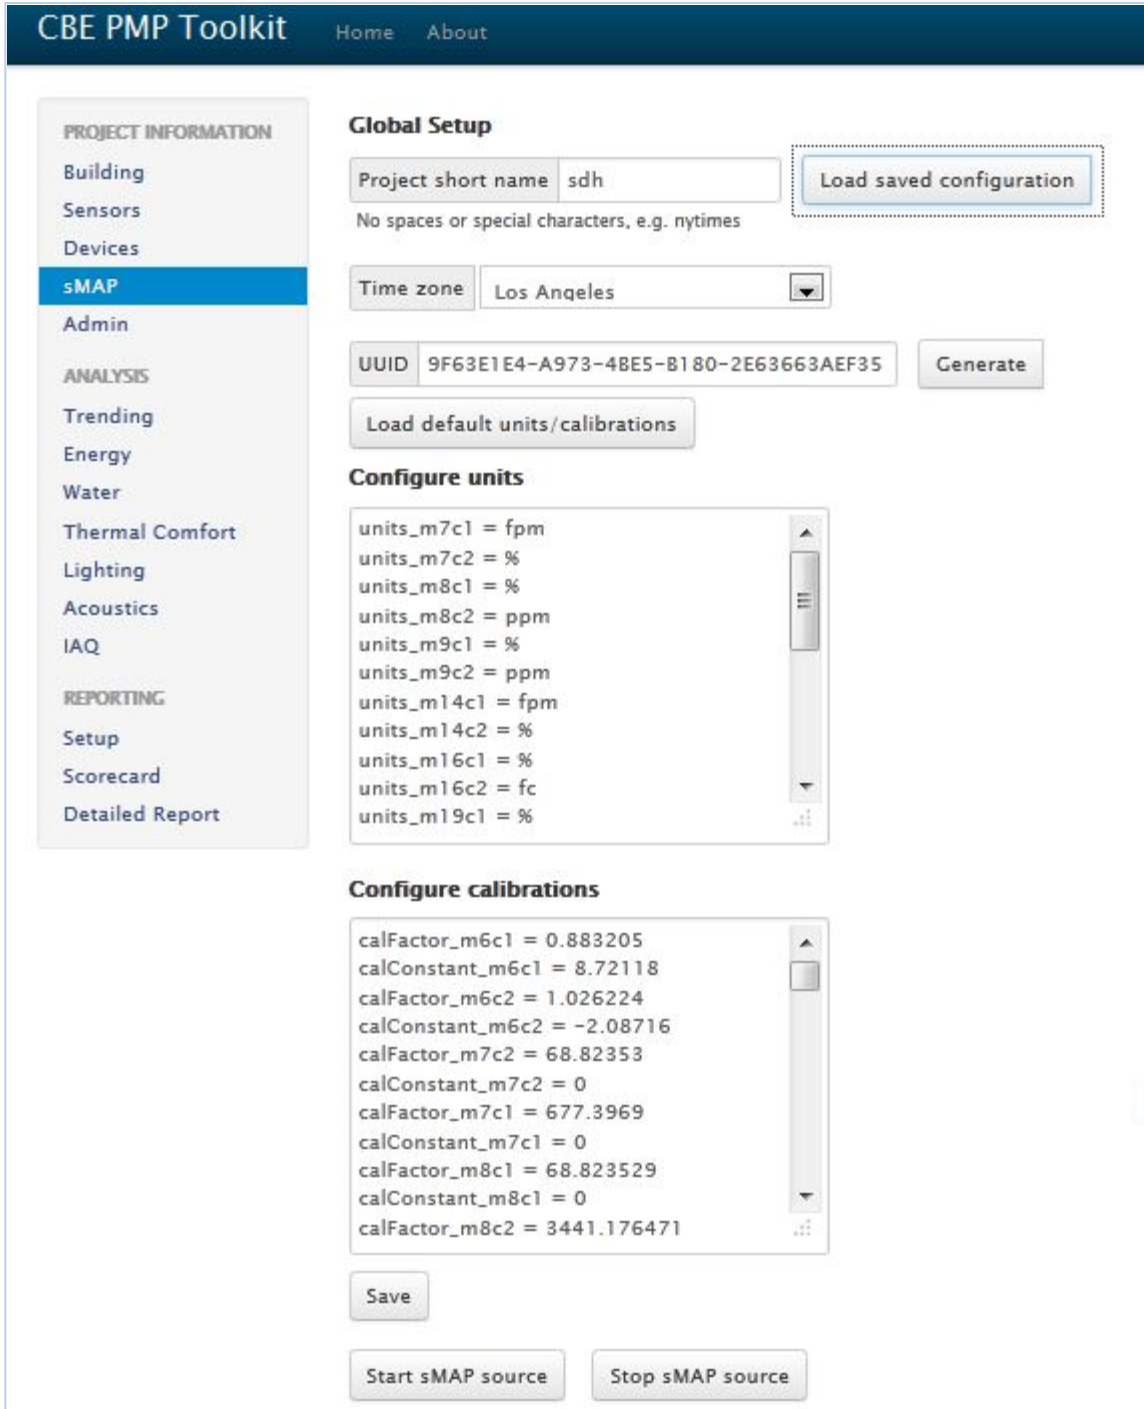 CBE PMP Toolkit Home About
PROJECT INFORMATION
Building
Sensors
Devices
sMAP
Admin
ANALYSIS
Trending
Energy
Water
Thermal Comfort
Lighting
Acoustics
IAQ
REPORTING
Setup
Scorecard
Detailed Report
Global Setup
Project short name sdh Load saved configuration
No spaces or special characters, e.g. nytimes
Time zone Los Angeles
UUID 9F63E1E4-A973-4BE5-B180-2E63663AEF35 Generate
Load default units/calibrations
Configure units
units_m7c1 = fpm
units_m7c2 = %
units_m8c1 = %
units_m8c2 = ppm
units_m9c1 = %
units_m9c2 = ppm
units_m14c1 = fpm
units_m14c2 = %
units_m16c1 = %
units_m16c2 = fc
units_m19c1 = %
Configure calibrations
calFactor_m6c1 = 0.883205
calConstant_m6c1 = 8.72118
calFactor_m6c2 = 1.026224
calConstant_m6c2 = -2.08716
calFactor_m7c2 = 68.82353
calConstant_m7c2 = 0
calFactor_m7c1 = 677.3969
calConstant_m7c1 = 0
calFactor_m8c1 = 68.823529
calConstant_m8c1 = 0
calFactor_m8c2 = 3441.176471
Save
Start sMAP source Stop sMAP source